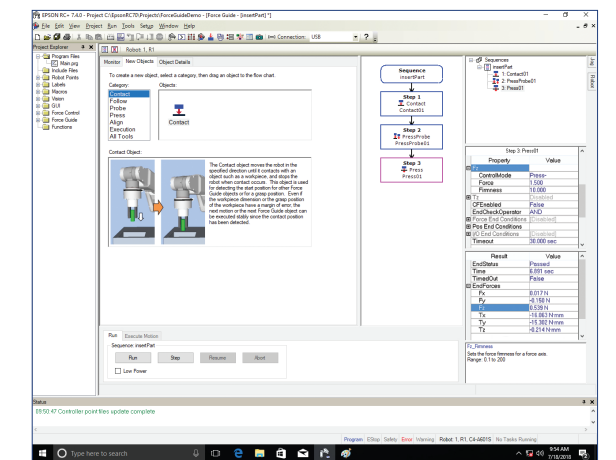 EPSON RC+ 7.4.0 - Project C:\EpsonRC70\Projects\ForceGuideDemo - [Force Guide - [insertPart] *]
File Edit View Project Run Tools Setup Window Help
Connection: USB
Project Explorer
Robot: 1, R1
Program Files
Main.prg
Include Files
Robot Points
Labels
Macros
Vision
GUI
Force Control
Force Guide
Functions
Monitor New Objects Object Details
To create a new object, select a category, then drag an object to the flow chart.
Category: Objects:
Contact
Follow
Probe
Press
Align
Execution
All Tools
Contact
Contact Object:
The Contact object moves the robot in the
specified direction until it contacts with an
object such as a workpiece, and stops the
robot when contact occurs. This object is used
for detecting the start position for other Force
Guide objects or for a grasp position. Even if
the workpiece dimension or the grasp position
of the workpiece have a margin of error, the
next motion or the next Force Guide object can
be executed stably since the contact position
has been detected.
Run Execute Motion
Sequence: insertPart
Run Step Resume Abort
Low Power
Sequence
insertPart
Step 1
Contact
Contact01
Step 2
PressProbe
PressProbe01
Step 3
Press
Press01
Sequences
insertPart
1: Contact01
2: PressProbe01
3: Press01
Jog
Robot
Step 3: Press01
Property Value
Fz
ControlMode Press-
Force 1.500
Firmness 10.000
Tz Disabled
CFEnabled False
EndCheckOperator AND
Force End Conditions [Disabled]
Pos End Conditions
I/O End Conditions [Disabled]
Timeout 30.000 sec
Result Value
EndStatus Passed
Time 6.891 sec
TimedOut False
EndForces
Fx 0.017 N
Fy -0.150 N
Fz 0.539 N
Tx -16.063 N·mm
Ty -15.302 N·mm
Tz -0.214 N·mm
Fz_Firmness
Sets the force firmness for a force axis.
Range: 0.1 to 200
Status
09:50:47 Controller point files update complete
Program EStop Safety Error Warning Robot: 1, R1, C4-A601S No Tasks Running
Type here to search
9:54 AM
7/18/2018